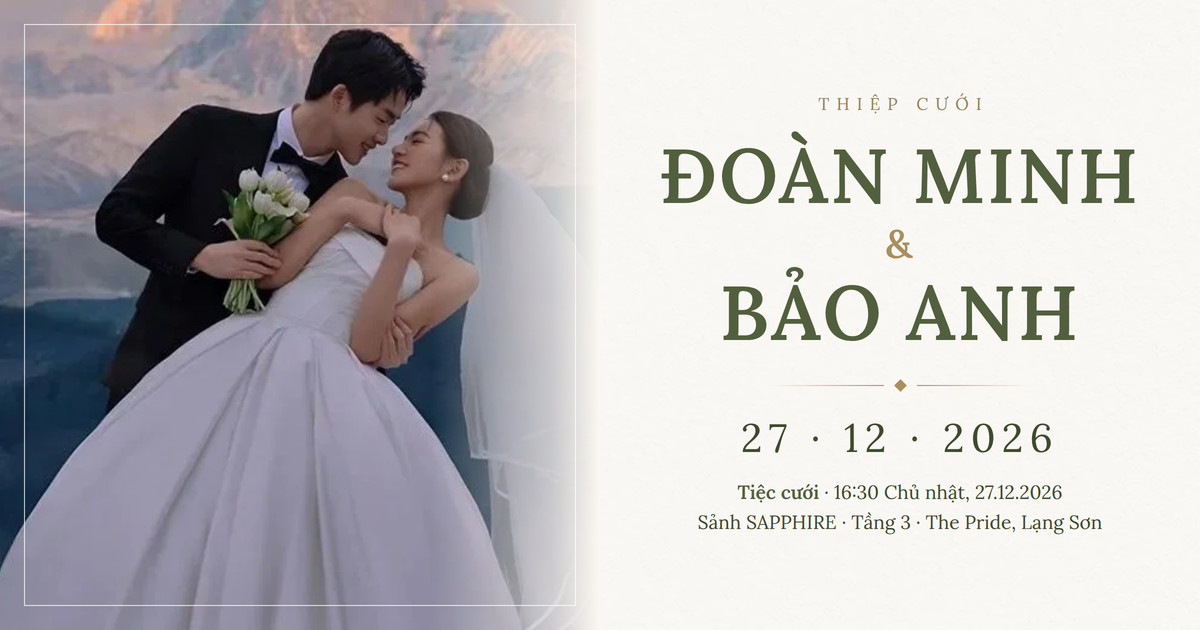 THIỆP CƯỚI
ĐOÀN MINH
&
BẢO ANH
27 · 12 · 2026
Tiệc cưới · 16:30 Chủ nhật, 27.12.2026
Sảnh SAPPHIRE · Tầng 3 · The Pride, Lạng Sơn